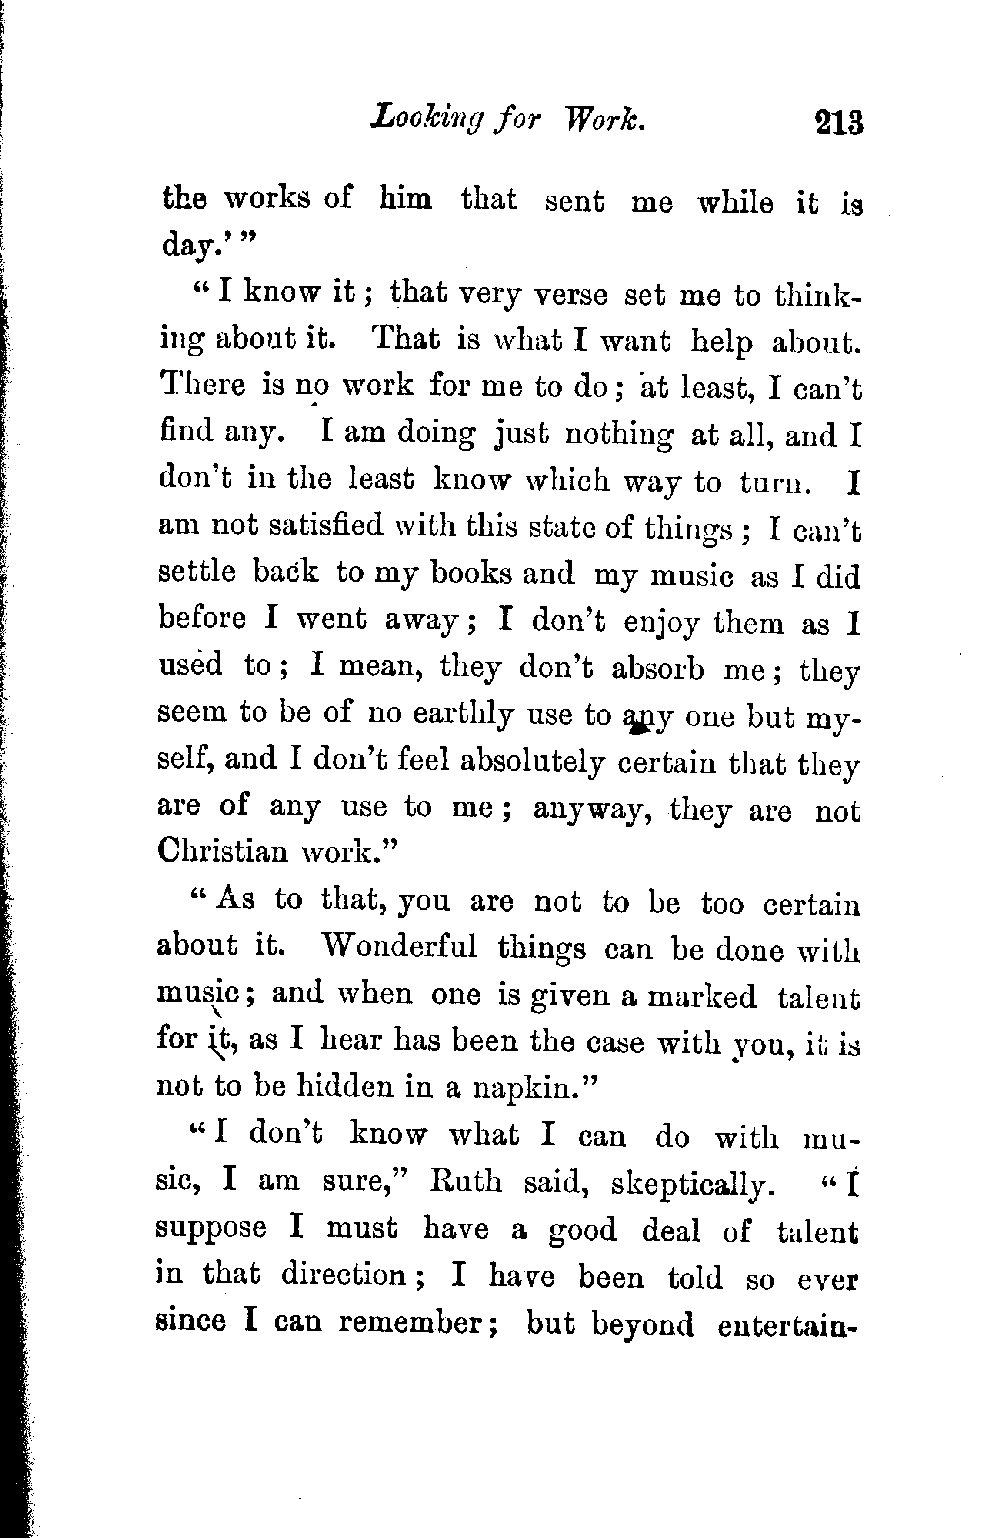 Looking for Work. 213
the works of him that sent me while it is
day.' "
" I know it ; that very verse set me to think-
ing about it. That is what I want help about.
There is no work for me to do ; at least, I can't
find any. I am doing just nothing at all, and I
don't in the least know which way to turn. I
am not satisfied with this state of things ; I can't
settle back to my books and my music as I did
before I went away ; I don't enjoy them as I
used to ; I mean, they don't absorb me ; they
seem to be of no earthly use to any one but my-
self, and I don't feel absolutely certain that they
are of any use to me ; anyway, they are not
Christian work."
" As to that, you are not to be too certain
about it. Wonderful things can be done with
music ; and when one is given a marked talent
for it, as I hear has been the case with you, it is
not to be hidden in a napkin."
" I don't know what I can do with mu-
sic, I am sure," Ruth said, skeptically. " I
suppose I must have a good deal of talent
in that direction ; I have been told so ever
since I can remember ; but beyond entertain-